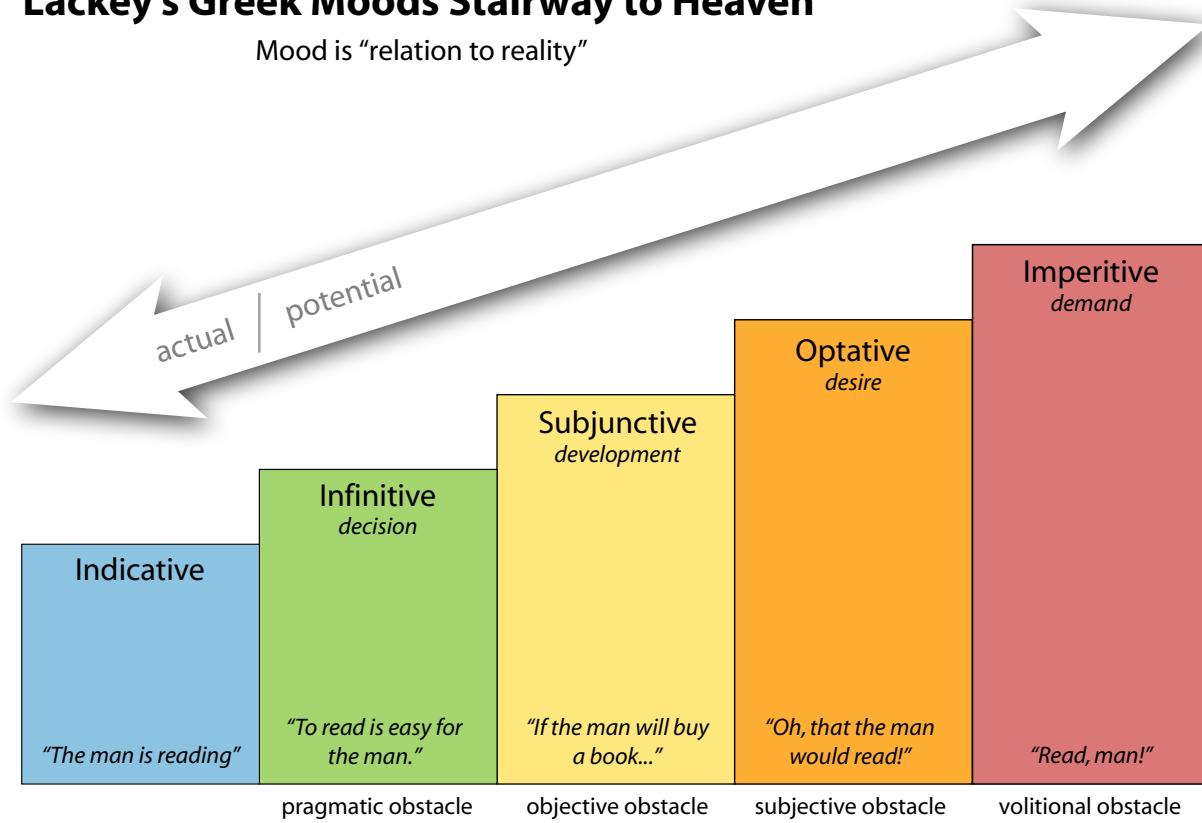 Lackey's Greek Moods Stairway to Heaven
Mood is “relation to reality”
actual | potential
Indicative
“The man is reading”
Infinitive
decision
“To read is easy for
the man.”
pragmatic obstacle
Subjunctive
development
“If the man will buy
a book...”
objective obstacle
Optative
desire
“Oh, that the man
would read!”
subjective obstacle
Imperitive
demand
“Read, man!”
volitional obstacle